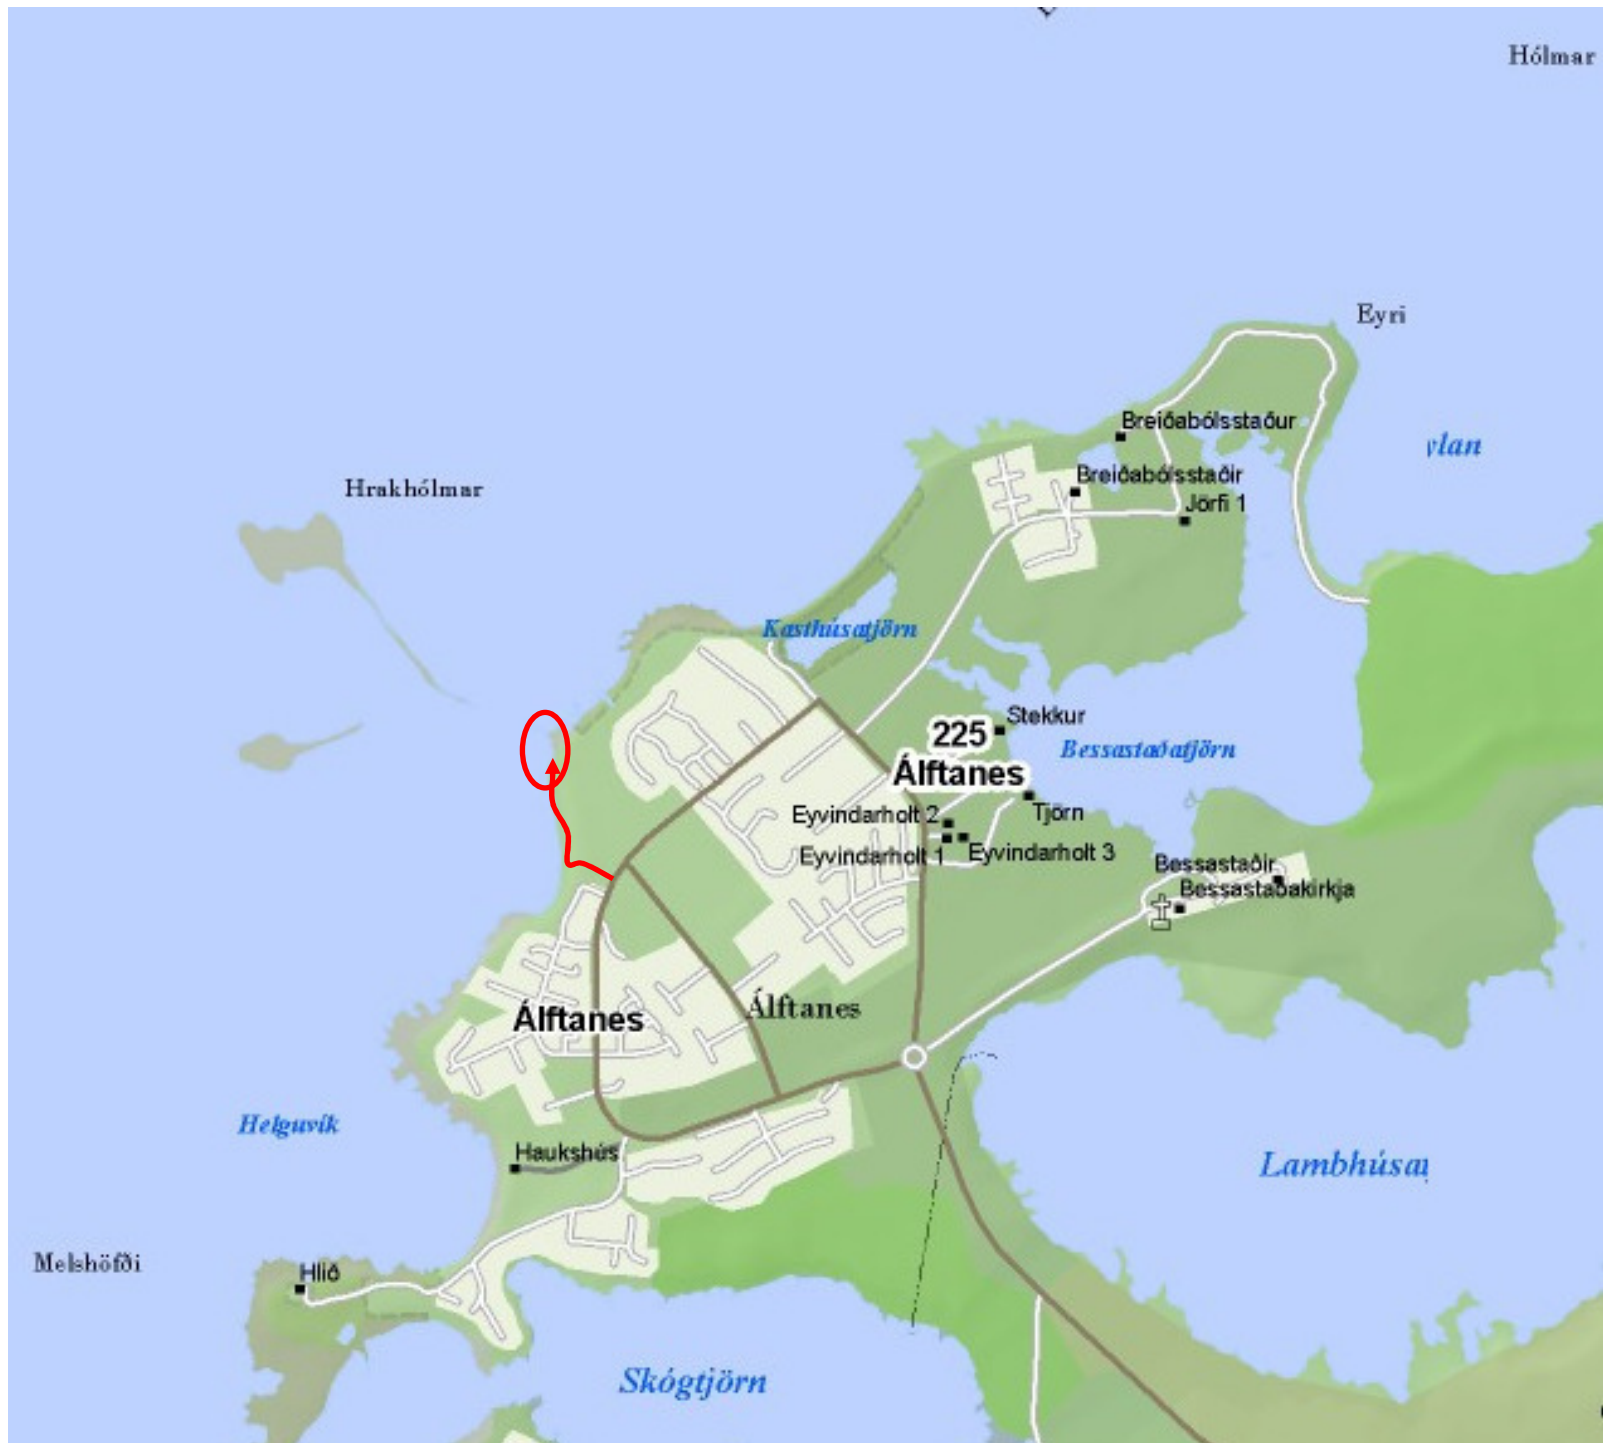 Hólmar
Eyri
Breiðabólsstaður
ylan
Breiðabólsstaðir
Hrakhólmar
Jörfi 1
Kasthúsatjörn
Stekkur
225
Álftanes
Bessastaðatjörn
Eyvindarholt 2
Tjörn
Eyvindarholt 1
Eyvindarholt 3
Bessastaðir
Bessastaðakirkja
Álftanes
Álftanes
Helguvík
Haukshús
Lambhúsa
Melshöfði
Hlið
Skógtjörn